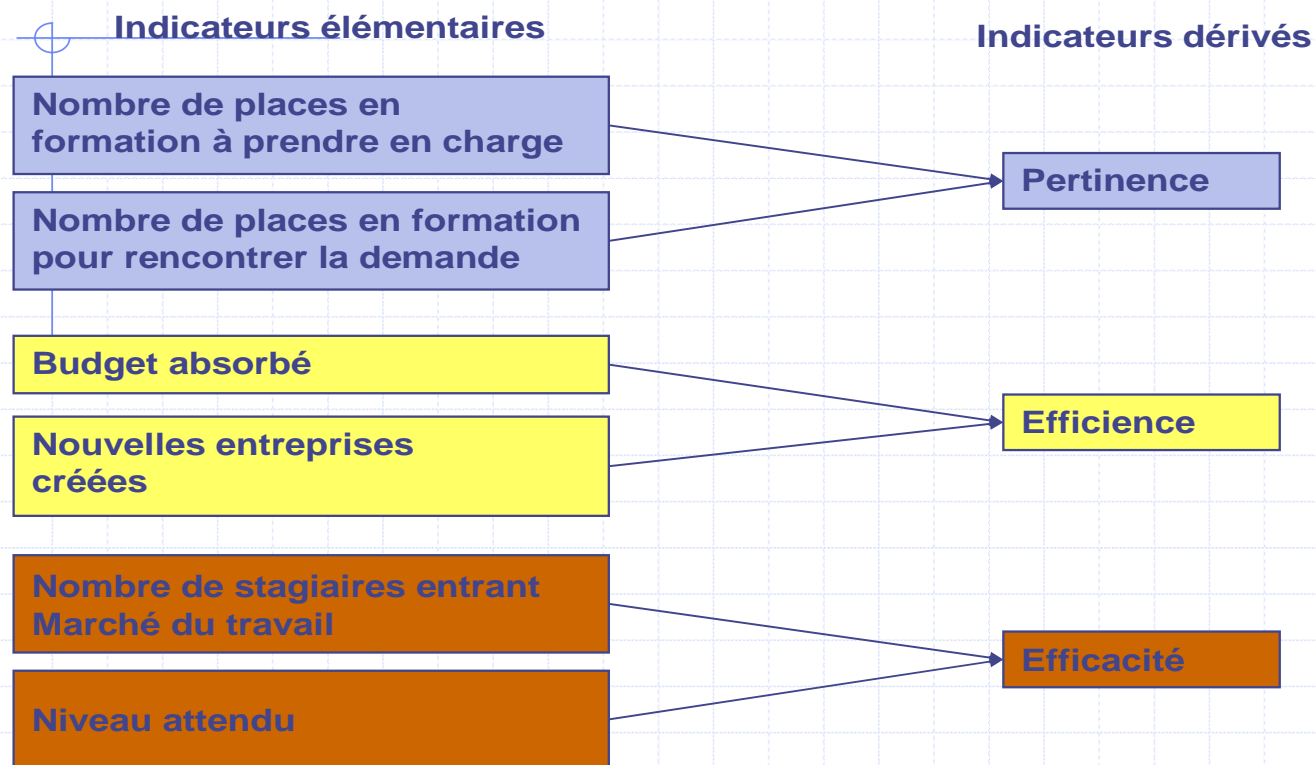 Indicateurs élémentaires
Indicateurs dérivés
Nombre de places en
formation à prendre en charge
Pertinence
Nombre de places en formation
pour rencontrer la demande
Budget absorbé
Efficience
Nouvelles entreprises
créées
Nombre de stagiaires entrant
Marché du travail
Efficacité
Niveau attendu